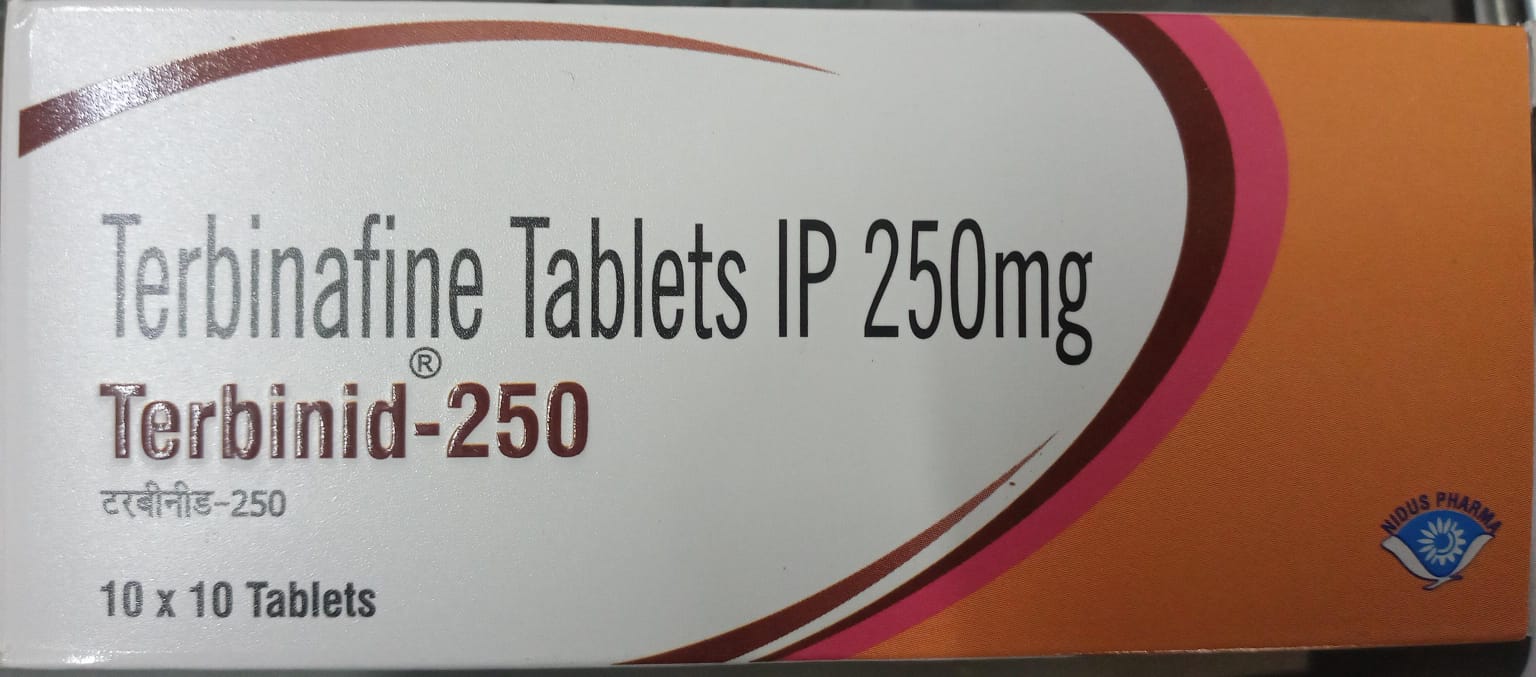 Terbinafine Tablets IP 250mg
Terbinid®-250
टरबीनीड-250
10 x 10 Tablets
NIDUS PHARMA